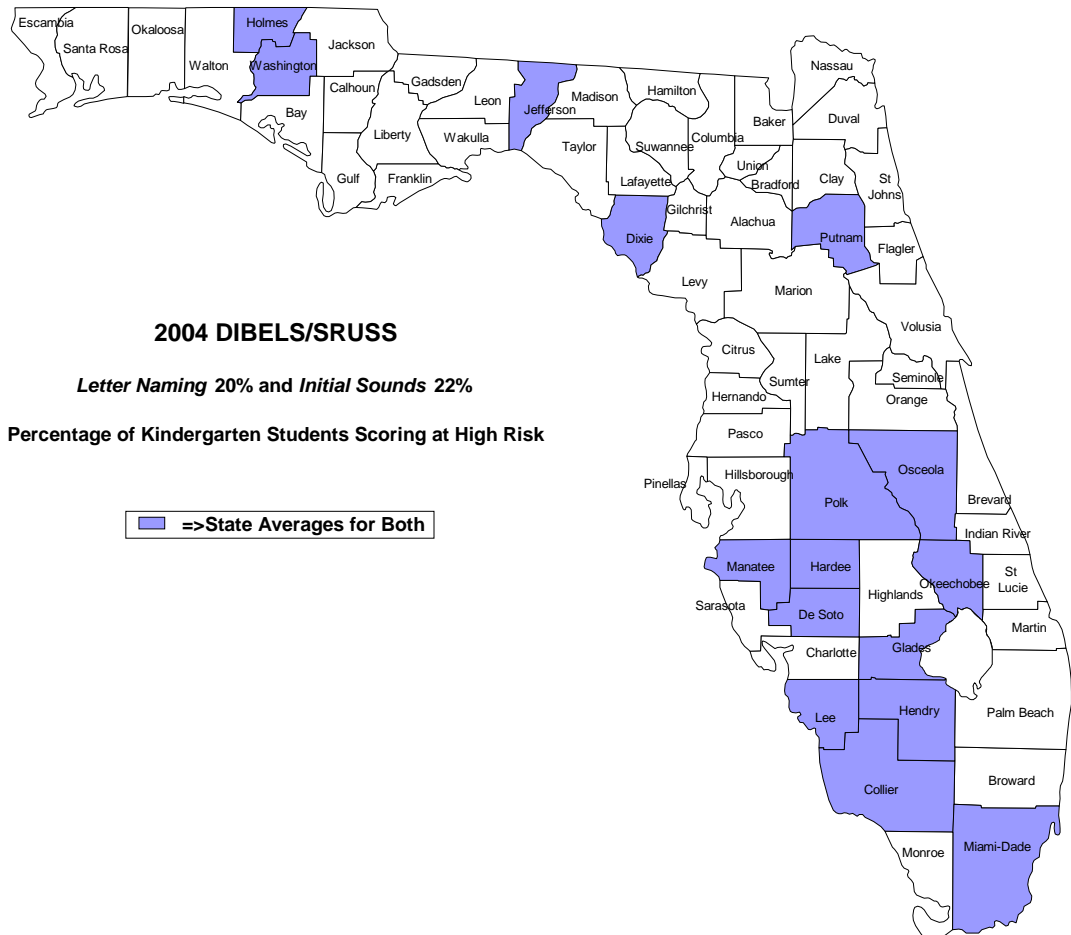 Escambia
Santa Rosa
Okaloosa
Walton
Holmes
Washington
Jackson
Bay
Calhoun
Gulf
Liberty
Gadsden
Franklin
Leon
Wakulla
Jefferson
Madison
Taylor
Hamilton
Suwannee
Lafayette
Dixie
Columbia
Gilchrist
Baker
Union
Bradford
Alachua
Levy
Nassau
Duval
Clay
St
Johns
Putnam
Flagler
Marion
Volusia
Citrus
Sumter
Lake
Seminole
Orange
Hernando
Pasco
Pinellas
Hillsborough
Polk
Osceola
Brevard
Indian River
Manatee
Hardee
Highlands
Okeechobee
St
Lucie
Sarasota
De Soto
Martin
Charlotte
Glades
Lee
Hendry
Palm Beach
Collier
Broward
Monroe
Miami-Dade
2004 DIBELS/SRUSS
Letter Naming 20% and Initial Sounds 22%
Percentage of Kindergarten Students Scoring at High Risk
=>State Averages for Both